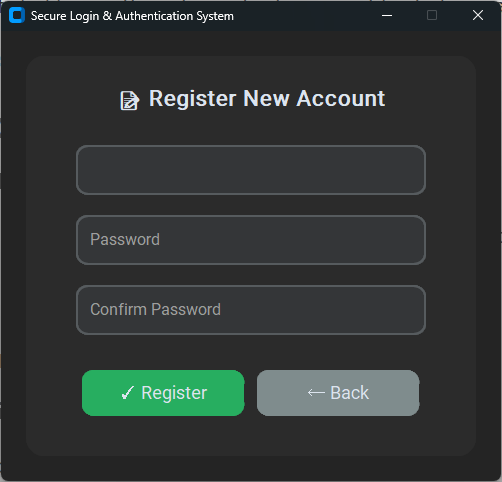 Secure Login & Authentication System
📝 Register New Account
Password
Confirm Password
✓ Register
← Back